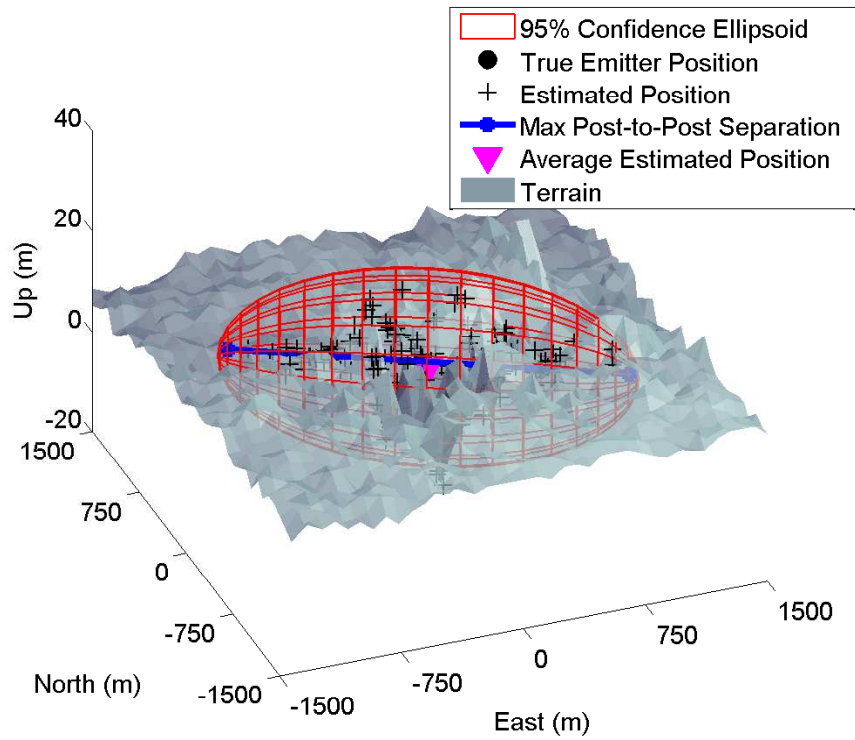 95% Confidence Ellipsoid
True Emitter Position
Estimated Position
Max Post-to-Post Separation
Average Estimated Position
Terrain
40
20
0
-20
Up (m)
1500
750
0
-750
-1500
North (m)
-1500
-750
0
750
1500
East (m)